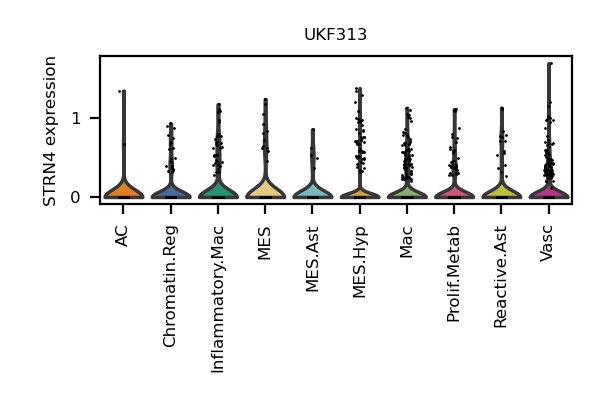 UKF313
STRN4 expression
1
0
AC
Chromatin.Reg
Inflammatory.Mac
MES
MES.Ast
MES.Hyp
Mac
Prolif.Metab
Reactive.Ast
Vasc